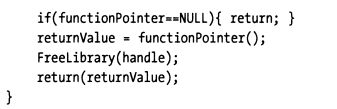 if(functionPointer==NULL){ return; }
returnValue = functionPointer();
FreeLibrary(handle);
return(returnValue);
}